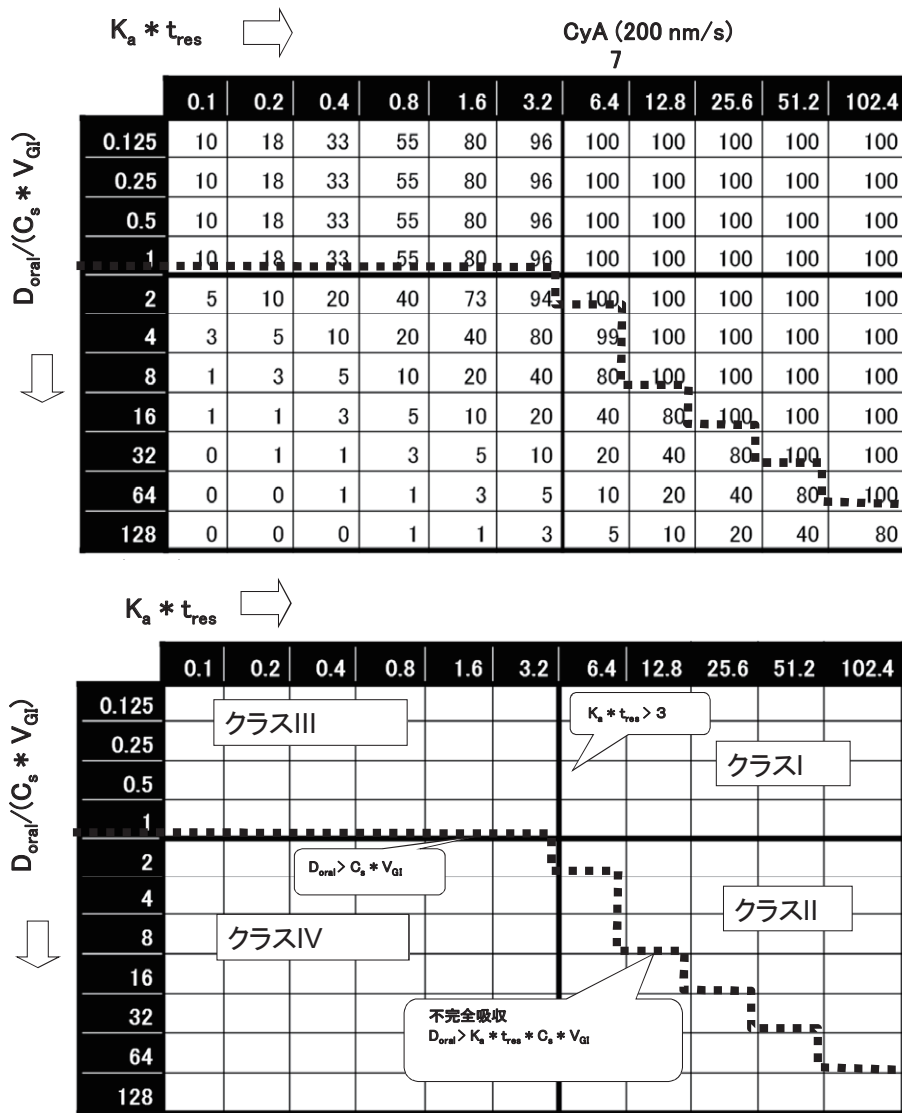 Ka * tres
CyA (200 nm/s)
7
Doral/(Cs * VGI)
0.1 0.2 0.4 0.8 1.6 3.2 6.4 12.8 25.6 51.2 102.4
0.125 10 18 33 55 80 96 100 100 100 100 100
0.25 10 18 33 55 80 96 100 100 100 100 100
0.5 10 18 33 55 80 96 100 100 100 100 100
1 10 18 33 55 80 96 100 100 100 100 100
2 5 10 20 40 73 94 100 100 100 100 100
4 3 5 10 20 40 80 99 100 100 100 100
8 1 3 5 10 20 40 80 100 100 100 100
16 1 1 3 5 10 20 40 80 100 100 100
32 0 1 1 3 5 10 20 40 80 100 100
64 0 0 1 1 3 5 10 20 40 80 100
128 0 0 0 1 1 3 5 10 20 40 80
Ka * tres
Doral/(Cs * VGI)
0.1 0.2 0.4 0.8 1.6 3.2 6.4 12.8 25.6 51.2 102.4
0.125
0.25
0.5
1
2
4
8
16
32
64
128
クラスIII
Ka * tres > 3
クラスI
Doral > Cs * VGI
クラスII
クラスIV
不完全吸収
Doral > Ka * tres * Cs * VGI